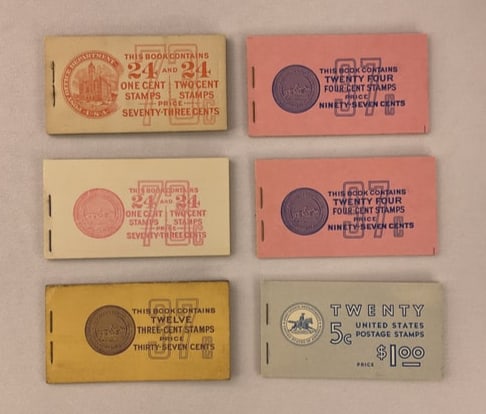 THIS BOOK CONTAINS
24 AND 24
ONE CENT TWO CENT
STAMPS STAMPS
PRICE
SEVENTY-THREE CENTS
73¢
THIS BOOK CONTAINS
TWENTY FOUR
FOUR-CENT STAMPS
PRICE
NINETY-SEVEN CENTS
97¢
THIS BOOK CONTAINS
24 AND 24
ONE CENT TWO CENT
STAMPS STAMPS
PRICE
SEVENTY-THREE CENTS
73¢
THIS BOOK CONTAINS
TWENTY FOUR
FOUR-CENT STAMPS
PRICE
NINETY-SEVEN CENTS
97¢
THIS BOOK CONTAINS
TWELVE
THREE-CENT STAMPS
PRICE
THIRTY-SEVEN CENTS
37¢
TWENTY
5c UNITED STATES
POSTAGE STAMPS
PRICE $1.00